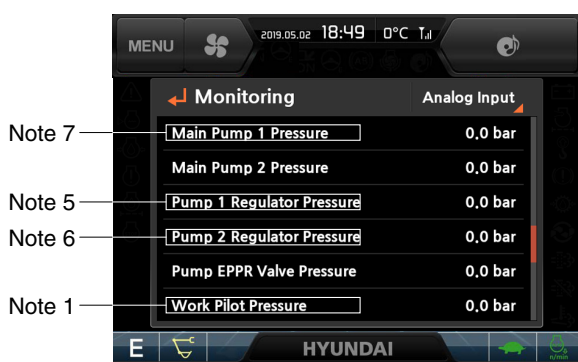 MENU 2019.05.02 18:49 0°C
Monitoring Analog Input
Note 7 Main Pump 1 Pressure 0.0 bar
Main Pump 2 Pressure 0.0 bar
Note 5 Pump 1 Regulator Pressure 0.0 bar
Note 6 Pump 2 Regulator Pressure 0.0 bar
Pump EPPR Valve Pressure 0.0 bar
Note 1 Work Pilot Pressure 0.0 bar
E HYUNDAI n/min